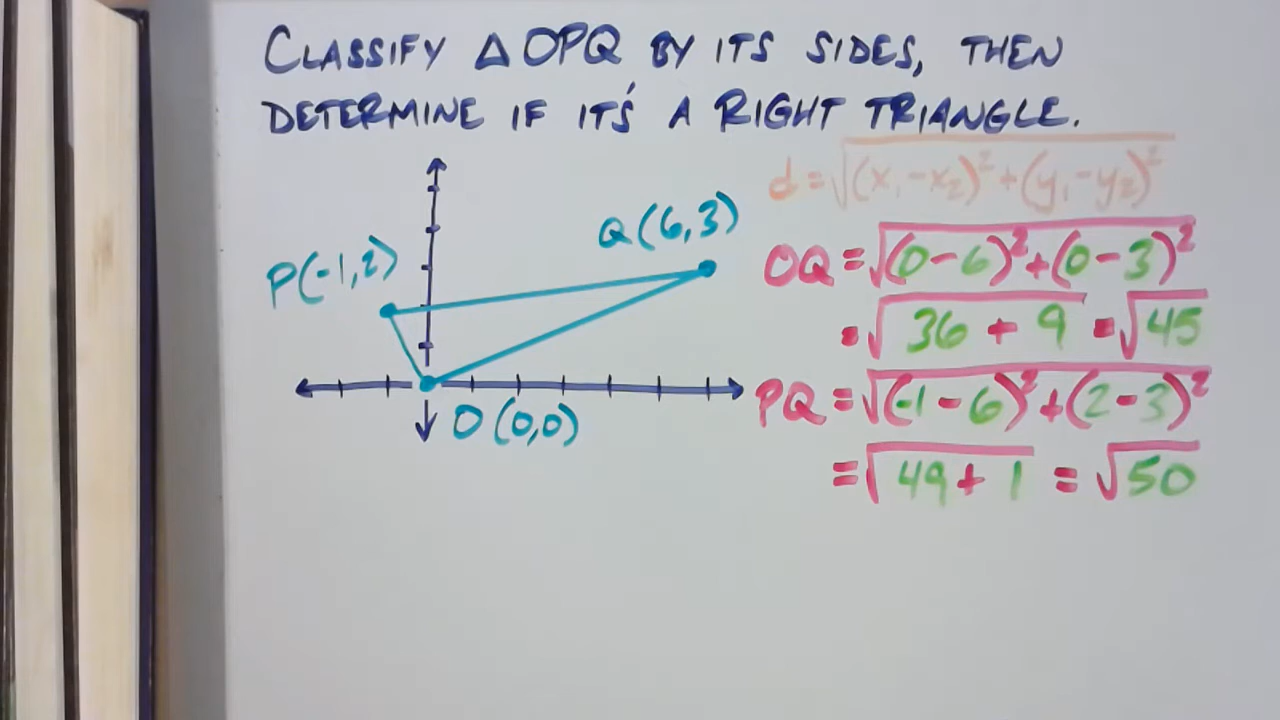 CLASSIFY △OPQ BY ITS SIDES, THEN
DETERMINE IF IT'S A RIGHT TRIANGLE.
d = √(x₁-x₂)²+(y₁-y₂)²
Q(6,3)
P(-1,2)
O(0,0)
OQ = √(0-6)²+(0-3)²
= √36 + 9 = √45
PQ = √(-1-6)²+(2-3)²
= √49+1 = √50